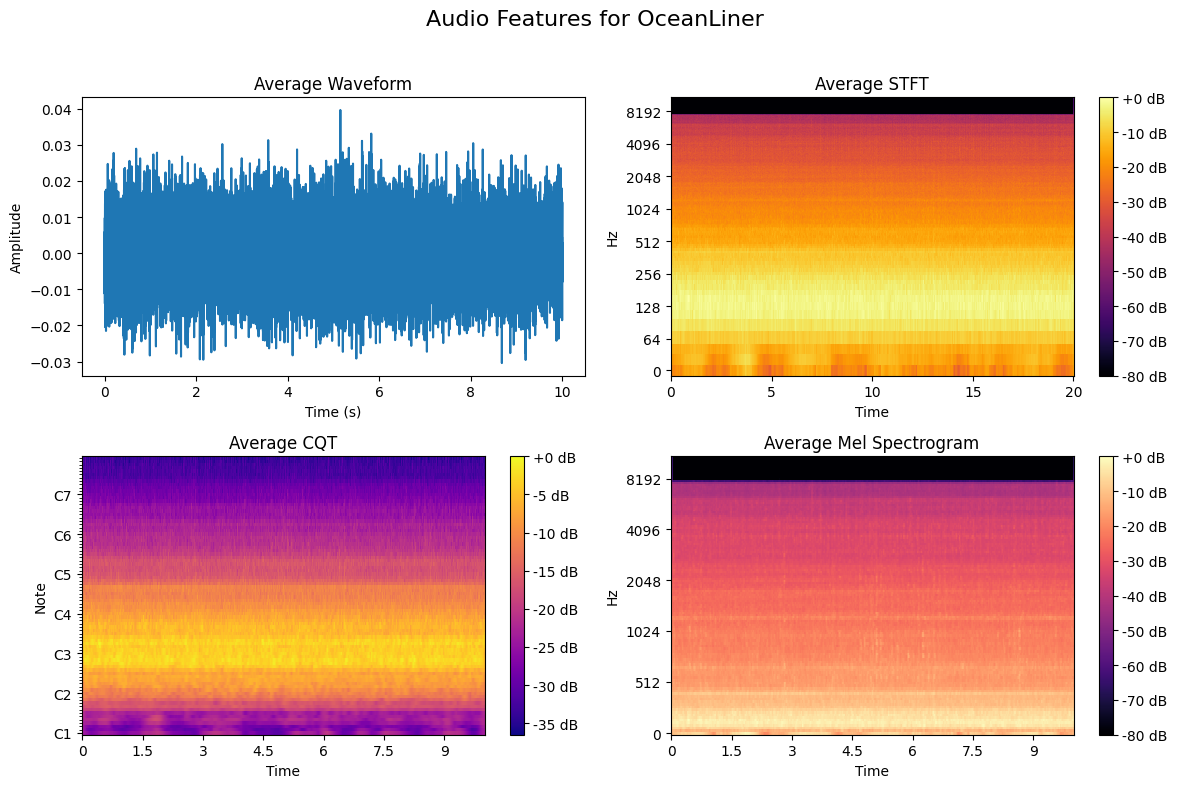 Audio Features for OceanLiner
Average Waveform
Amplitude
0.04
0.03
0.02
0.01
0.00
−0.01
−0.02
−0.03
0 2 4 6 8 10
Time (s)
Average STFT
Hz
8192
4096
2048
1024
512
256
128
64
0
0 5 10 15 20
Time
+0 dB
-10 dB
-20 dB
-30 dB
-40 dB
-50 dB
-60 dB
-70 dB
-80 dB
Average CQT
Note
C7
C6
C5
C4
C3
C2
C1
0 1.5 3 4.5 6 7.5 9
Time
+0 dB
-5 dB
-10 dB
-15 dB
-20 dB
-25 dB
-30 dB
-35 dB
Average Mel Spectrogram
Hz
8192
4096
2048
1024
512
0
0 1.5 3 4.5 6 7.5 9
Time
+0 dB
-10 dB
-20 dB
-30 dB
-40 dB
-50 dB
-60 dB
-70 dB
-80 dB